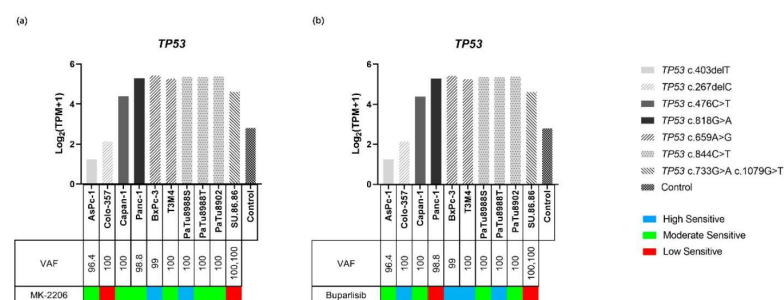 (a)
(b)
TP53
TP53
Log2(TPM+1)
6
4
2
0
AsPc-1
Colo-357
Capan-1
Panc-1
BxPc-3
T3M4
PaTu8988S
PaTu8988T
PaTu8902
SU.86.86
Control
VAF
96.4
100
100
98.8
99
100
100
100
100
100,100
MK-2206
Log2(TPM+1)
6
4
2
0
AsPc-1
Colo-357
Capan-1
Panc-1
BxPc-3
T3M4
PaTu8988S
PaTu8988T
PaTu8902
SU.86.86
Control
VAF
96.4
100
100
98.8
99
100
100
100
100
100,100
Buparlisib
TP53 c.403delT
TP53 c.267delC
TP53 c.476C>T
TP53 c.818G>A
TP53 c.659A>G
TP53 c.844C>T
TP53 c.733G>A c.1079G>T
Control
High Sensitive
Moderate Sensitive
Low Sensitive